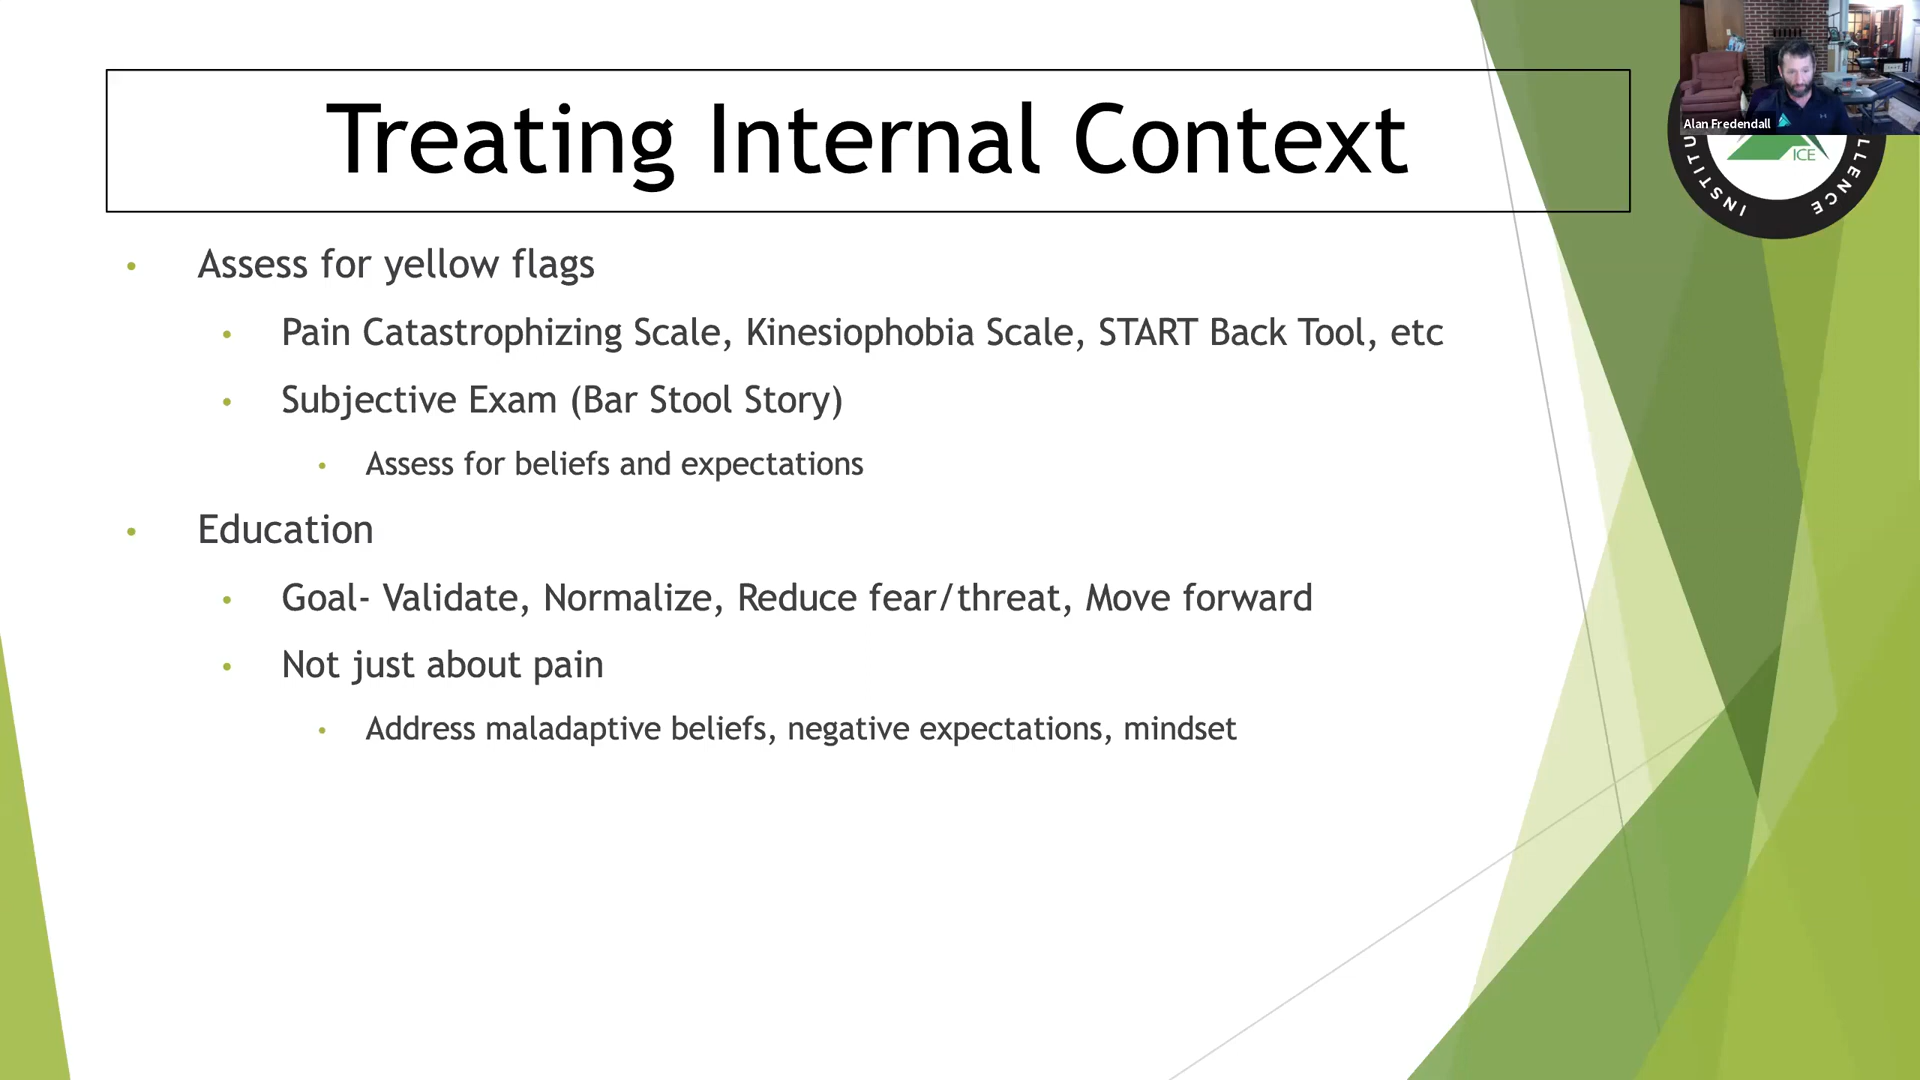 Treating Internal Context
Alan Fredendall
ICE
INSTITU
LLENCE
• Assess for yellow flags
• Pain Catastrophizing Scale, Kinesiophobia Scale, START Back Tool, etc
• Subjective Exam (Bar Stool Story)
• Assess for beliefs and expectations
• Education
• Goal- Validate, Normalize, Reduce fear/threat, Move forward
• Not just about pain
• Address maladaptive beliefs, negative expectations, mindset